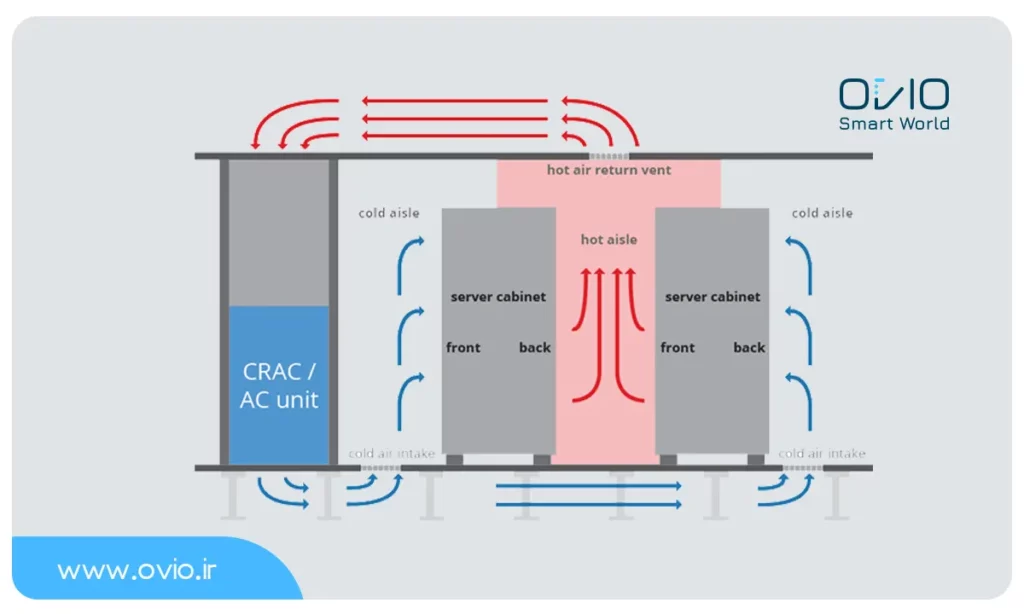 OVIO
Smart World
hot air return vent
cold aisle
cold aisle
hot aisle
server cabinet
server cabinet
front
back
front
back
CRAC /
AC unit
cold air intake
cold air intake
www.ovio.ir